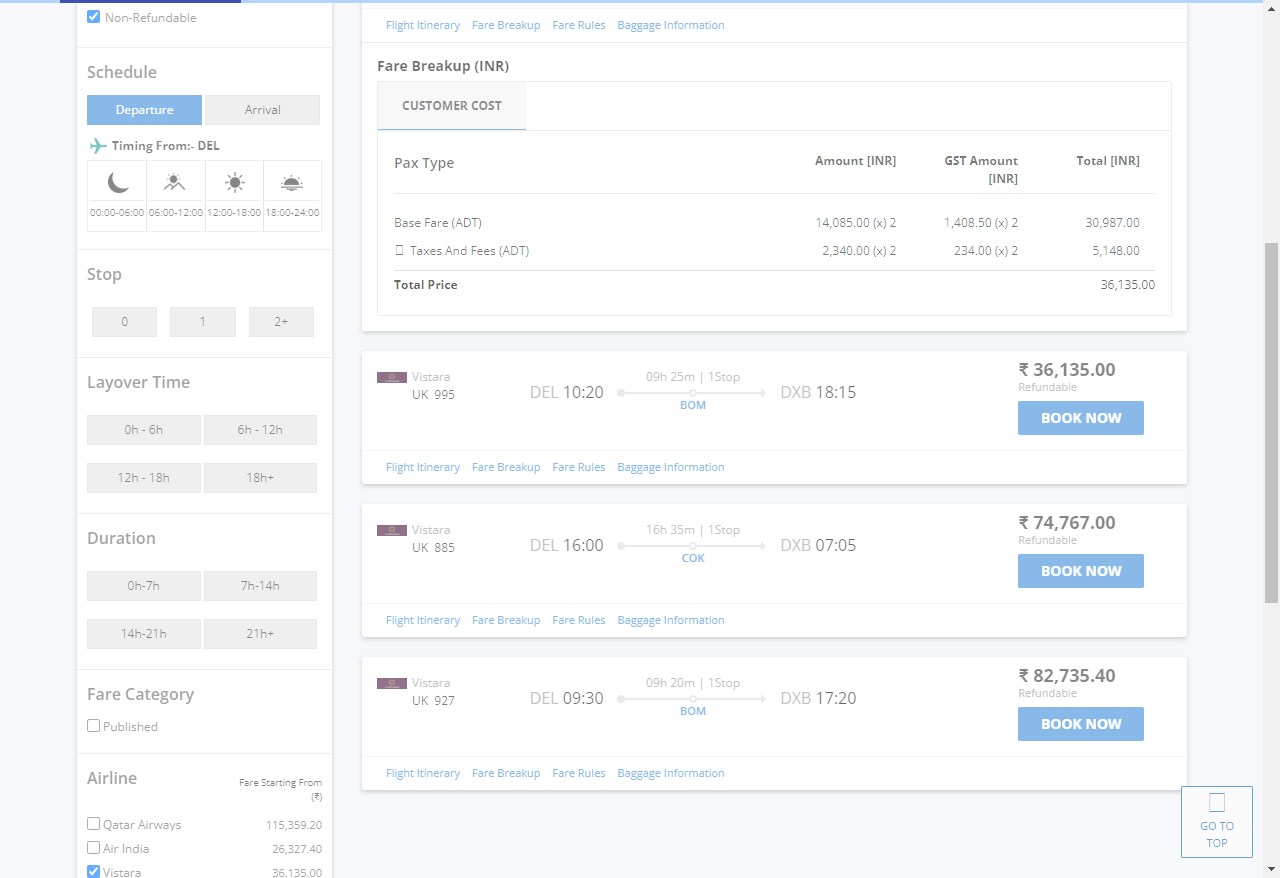 Non-Refundable
Schedule
Departure Arrival
Timing From:- DEL
00:00-06:00 06:00-12:00 12:00-18:00 18:00-24:00
Stop
0 1 2+
Layover Time
0h - 6h 6h - 12h
12h - 18h 18h+
Duration
0h-7h 7h-14h
14h-21h 21h+
Fare Category
Published
Airline Fare Starting From
(₹)
Qatar Airways 115,359.20
Air India 26,327.40
Vistara 36,135.00
Flight Itinerary Fare Breakup Fare Rules Baggage Information
Fare Breakup (INR)
CUSTOMER COST
Pax Type Amount [INR] GST Amount Total [INR]
[INR]
Base Fare (ADT) 14,085.00 (x) 2 1,408.50 (x) 2 30,987.00
Taxes And Fees (ADT) 2,340.00 (x) 2 234.00 (x) 2 5,148.00
Total Price 36,135.00
Vistara 09h 25m | 1Stop ₹ 36,135.00
UK 995 DEL 10:20 DXB 18:15 Refundable
BOM BOOK NOW
Flight Itinerary Fare Breakup Fare Rules Baggage Information
Vistara 16h 35m | 1Stop ₹ 74,767.00
UK 885 DEL 16:00 DXB 07:05 Refundable
COK BOOK NOW
Flight Itinerary Fare Breakup Fare Rules Baggage Information
Vistara 09h 20m | 1Stop ₹ 82,735.40
UK 927 DEL 09:30 DXB 17:20 Refundable
BOM BOOK NOW
Flight Itinerary Fare Breakup Fare Rules Baggage Information
GO TO
TOP